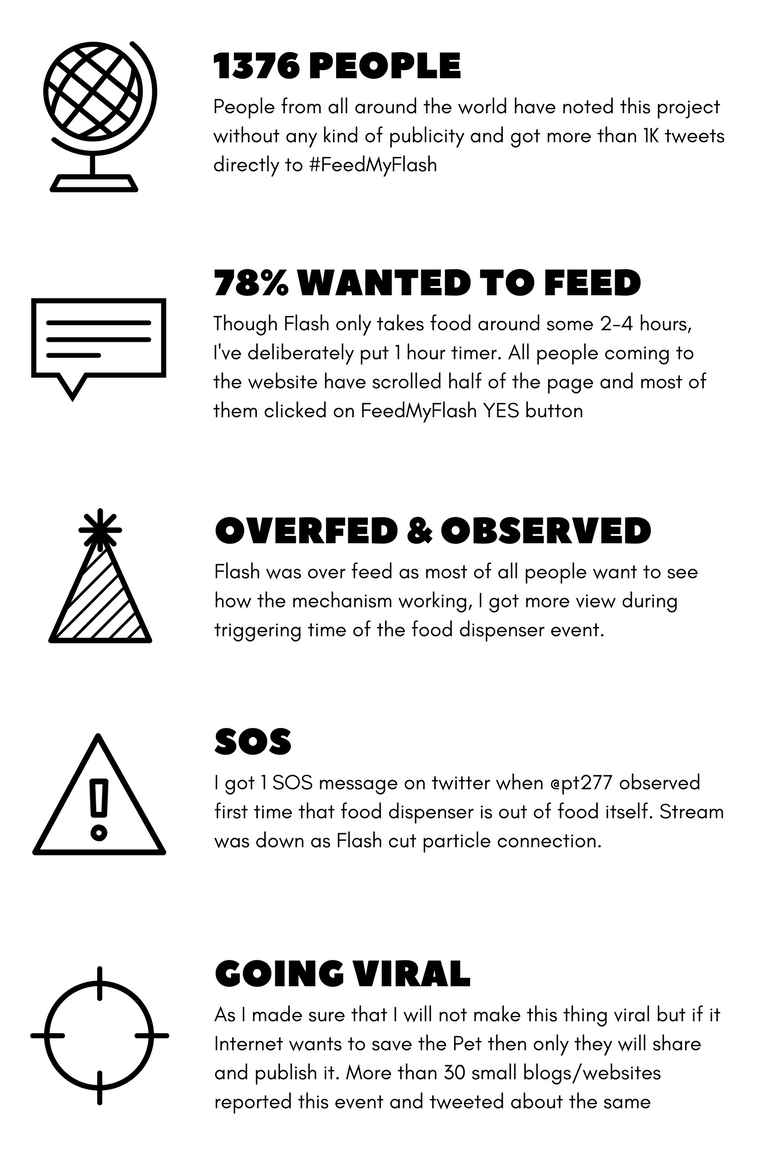 1376 PEOPLE
People from all around the world have noted this project
without any kind of publicity and got more than 1K tweets
directly to #FeedMyFlash
78% WANTED TO FEED
Though Flash only takes food around some 2-4 hours,
I've deliberately put 1 hour timer. All people coming to
the website have scrolled half of the page and most of
them clicked on FeedMyFlash YES button
OVERFED & OBSERVED
Flash was over feed as most of all people want to see
how the mechanism working, I got more view during
triggering time of the food dispenser event.
SOS
I got 1 SOS message on twitter when @pt277 observed
first time that food dispenser is out of food itself. Stream
was down as Flash cut particle connection.
GOING VIRAL
As I made sure that I will not make this thing viral but if it
Internet wants to save the Pet then only they will share
and publish it. More than 30 small blogs/websites
reported this event and tweeted about the same